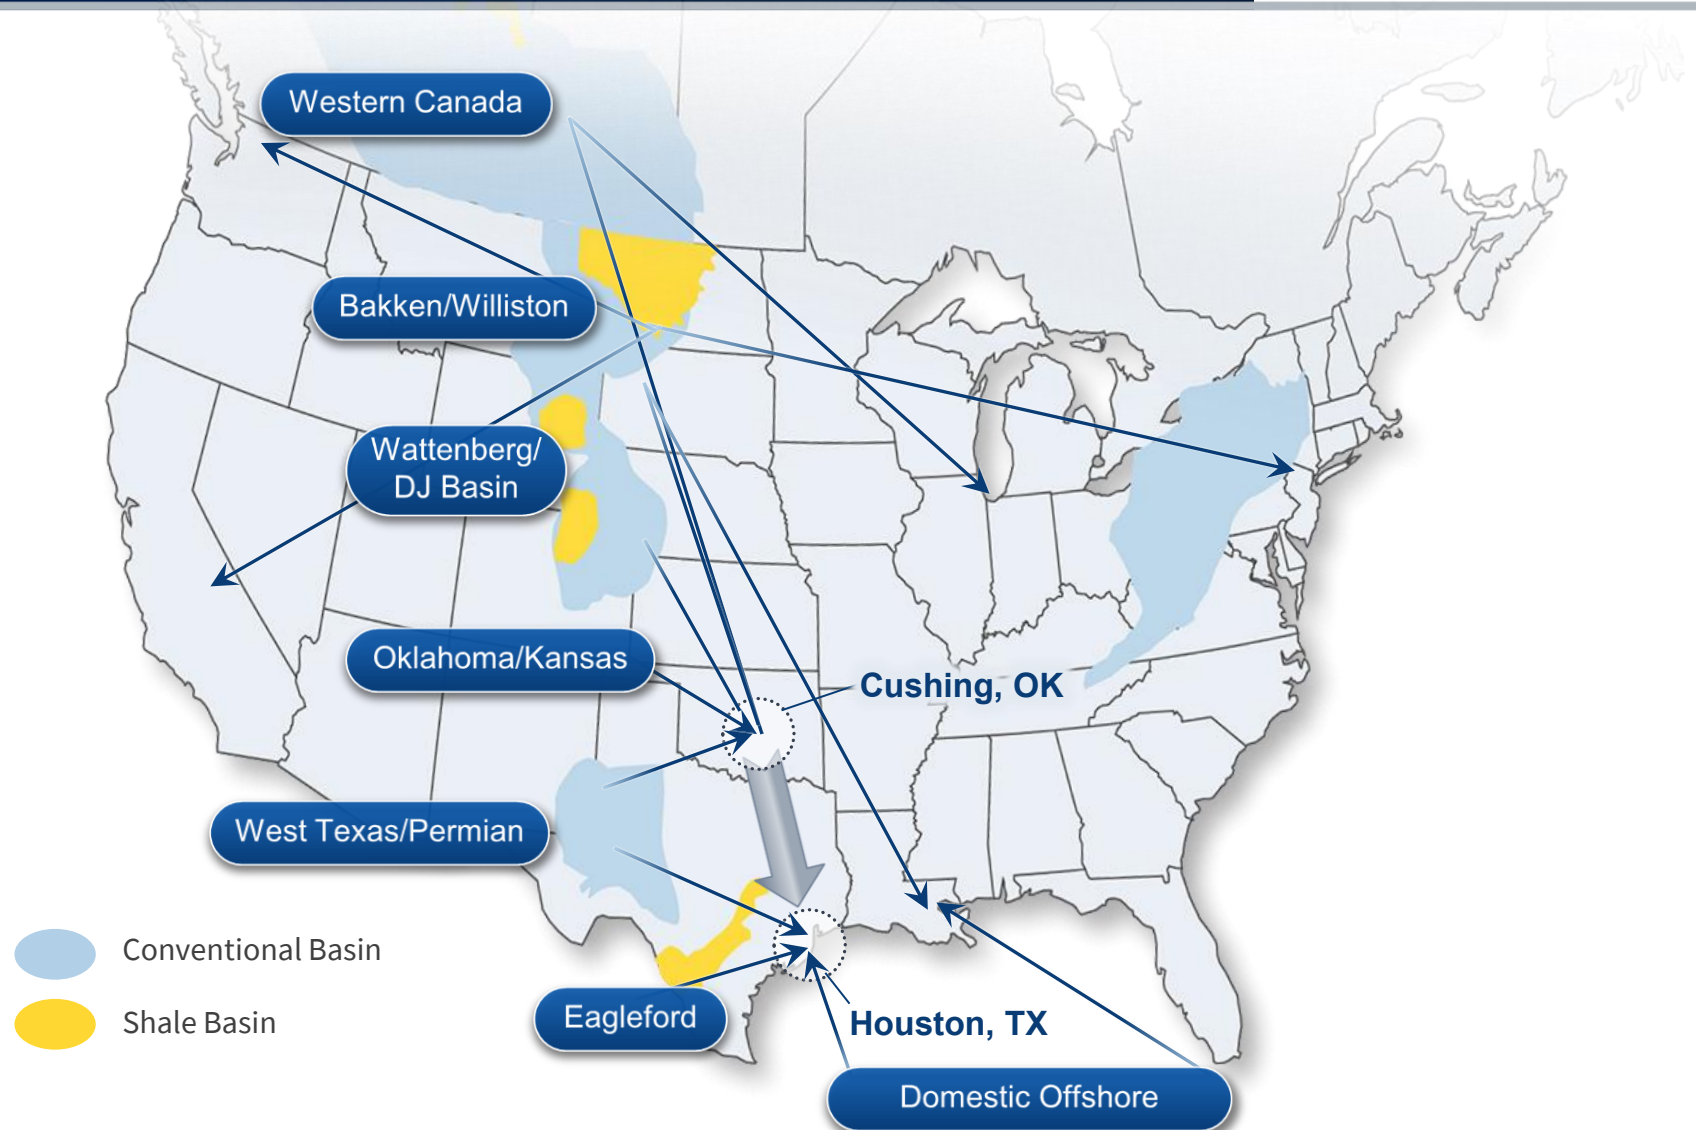 Western Canada
Bakken/Williston
Wattenberg/
DJ Basin
Oklahoma/Kansas
Cushing, OK
West Texas/Permian
Conventional Basin
Shale Basin
Eagleford
Houston, TX
Domestic Offshore